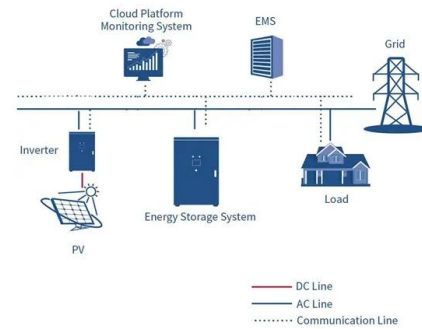 Cloud Platform
Monitoring System
EMS
Grid
Inverter
Energy Storage System
Load
PV
DC Line
AC Line
Communication Line